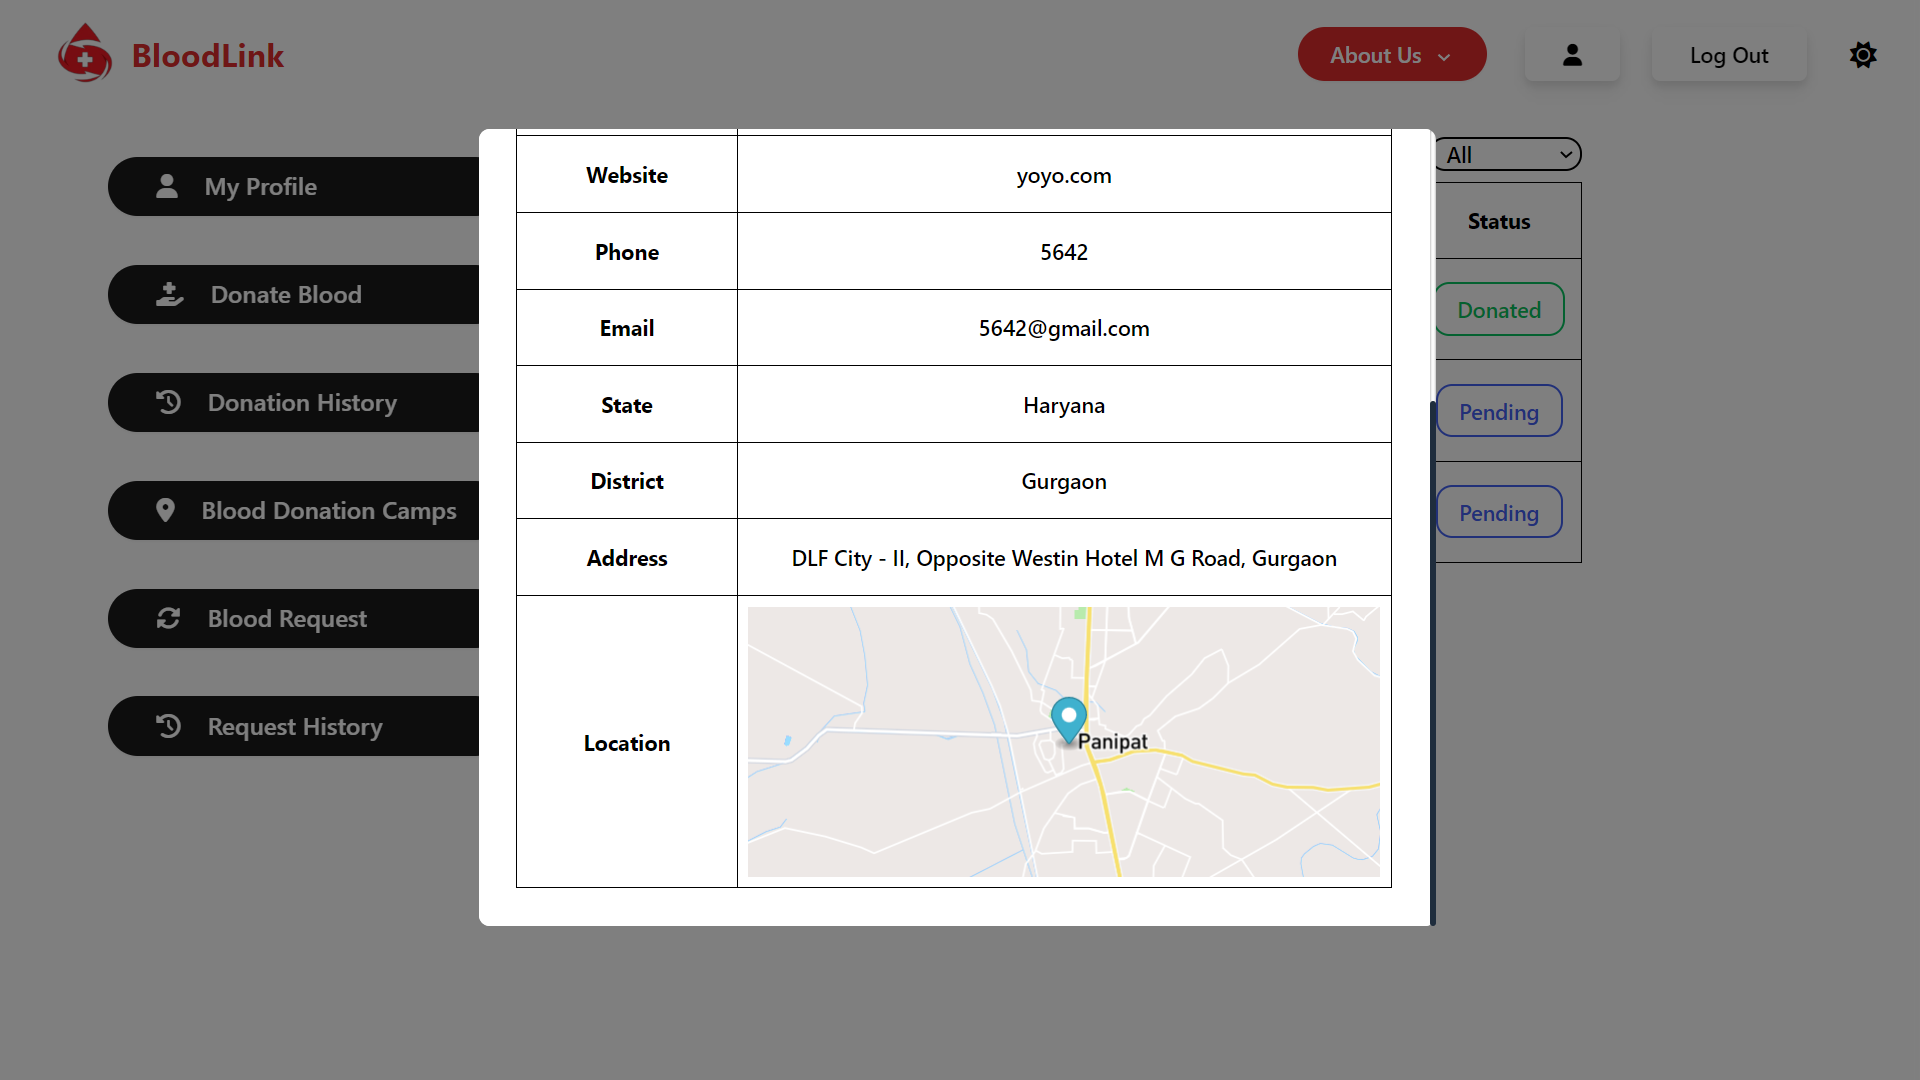 BloodLink
About Us
Log Out
My Profile
Donate Blood
Donation History
Blood Donation Camps
Blood Request
Request History
All
Status
Donated
Pending
Pending
Website yoyo.com
Phone 5642
Email 5642@gmail.com
State Haryana
District Gurgaon
Address DLF City - II, Opposite Westin Hotel M G Road, Gurgaon
Location
Panipat